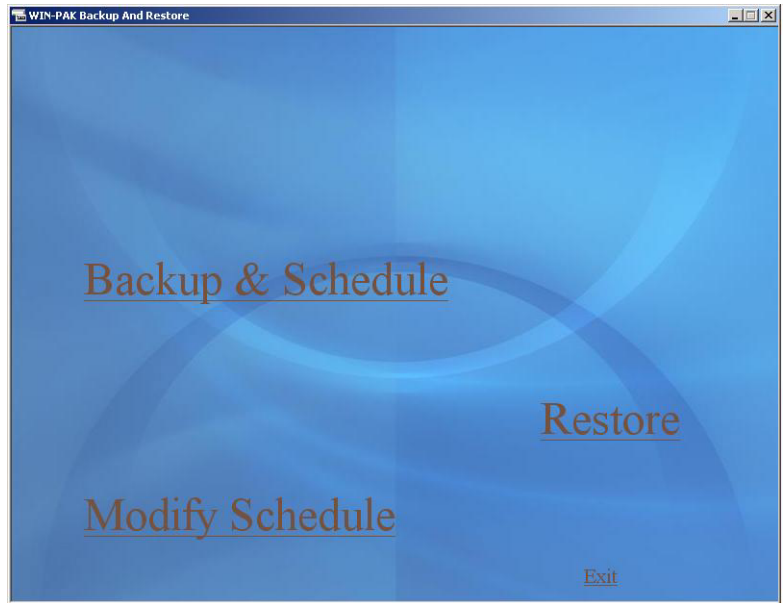 WIN-PAK Backup And Restore
Backup & Schedule
Restore
Modify Schedule
Exit